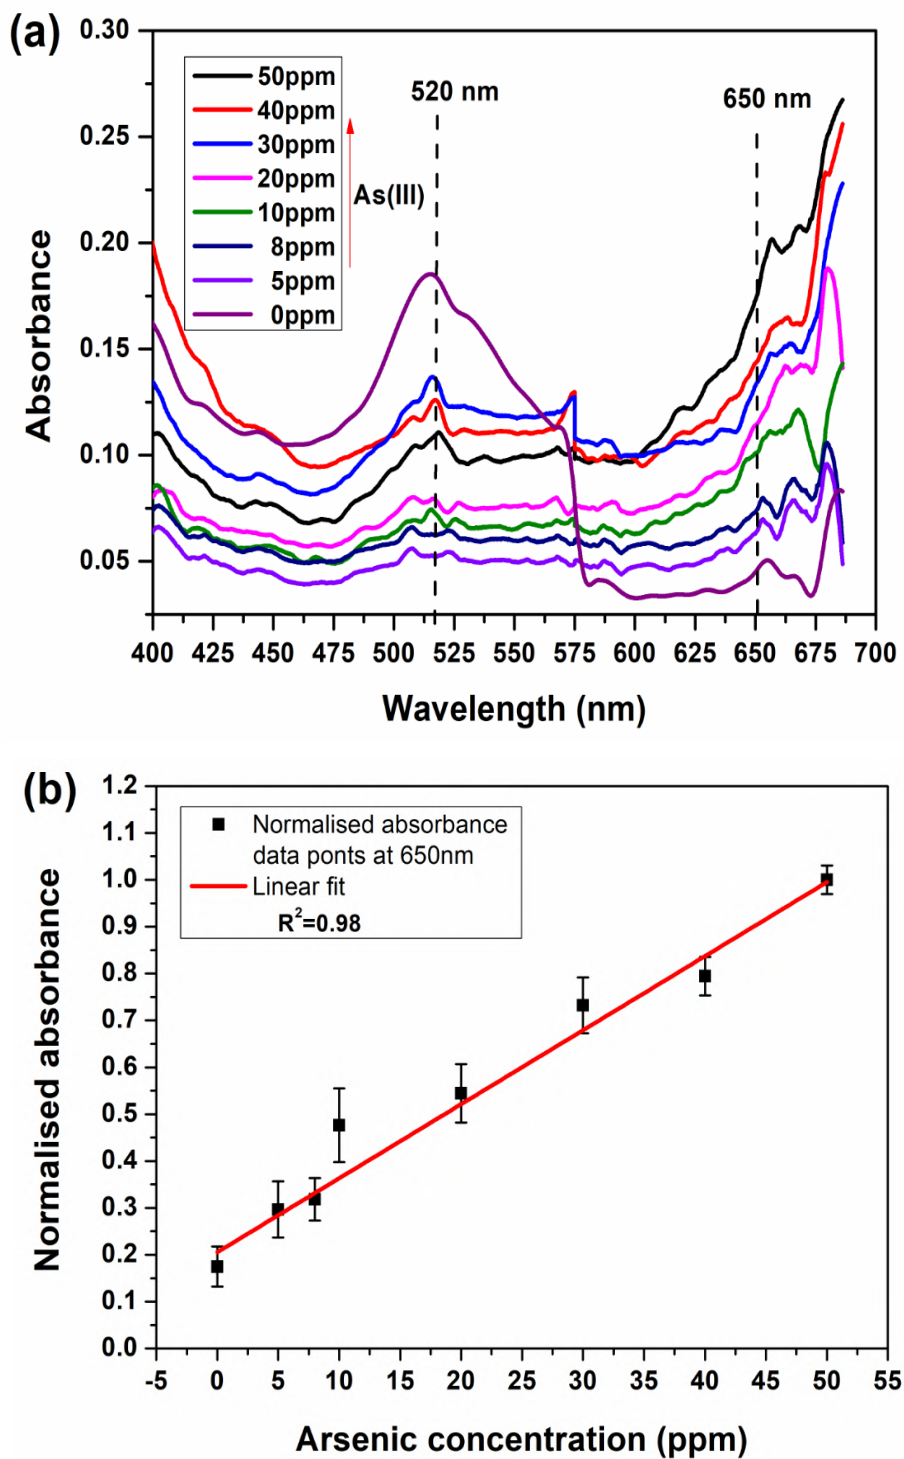 (a)
0.30
0.25
0.20
0.15
0.10
0.05
Absorbance
50ppm
40ppm
30ppm
20ppm
10ppm
8ppm
5ppm
0ppm
As(III)
520 nm
650 nm
400 425 450 475 500 525 550 575 600 625 650 675 700
Wavelength (nm)
(b)
1.2
1.1
1.0
0.9
0.8
0.7
0.6
0.5
0.4
0.3
0.2
0.1
0.0
Normalised absorbance
Normalised absorbance
data ponts at 650nm
Linear fit
R²=0.98
-5 0 5 10 15 20 25 30 35 40 45 50 55
Arsenic concentration (ppm)